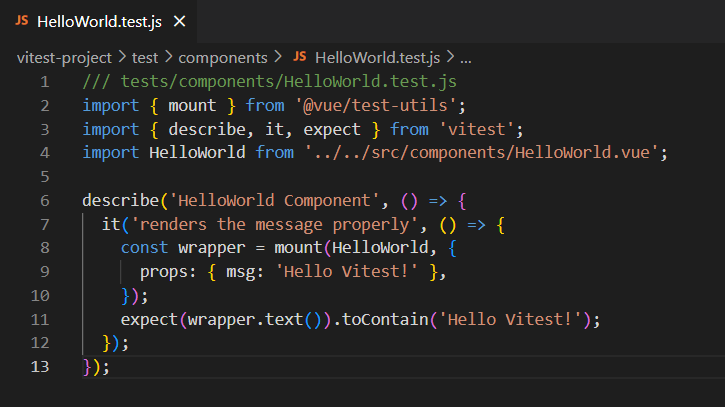 JS HelloWorld.test.js ×
vitest-project > test > components > JS HelloWorld.test.js > ...
1 /// tests/components/HelloWorld.test.js
2 import { mount } from '@vue/test-utils';
3 import { describe, it, expect } from 'vitest';
4 import HelloWorld from '../../src/components/HelloWorld.vue';
5
6 describe('HelloWorld Component', () => {
7   it('renders the message properly', () => {
8     const wrapper = mount(HelloWorld, {
9       props: { msg: 'Hello Vitest!' },
10     });
11     expect(wrapper.text()).toContain('Hello Vitest!');
12   });
13 });